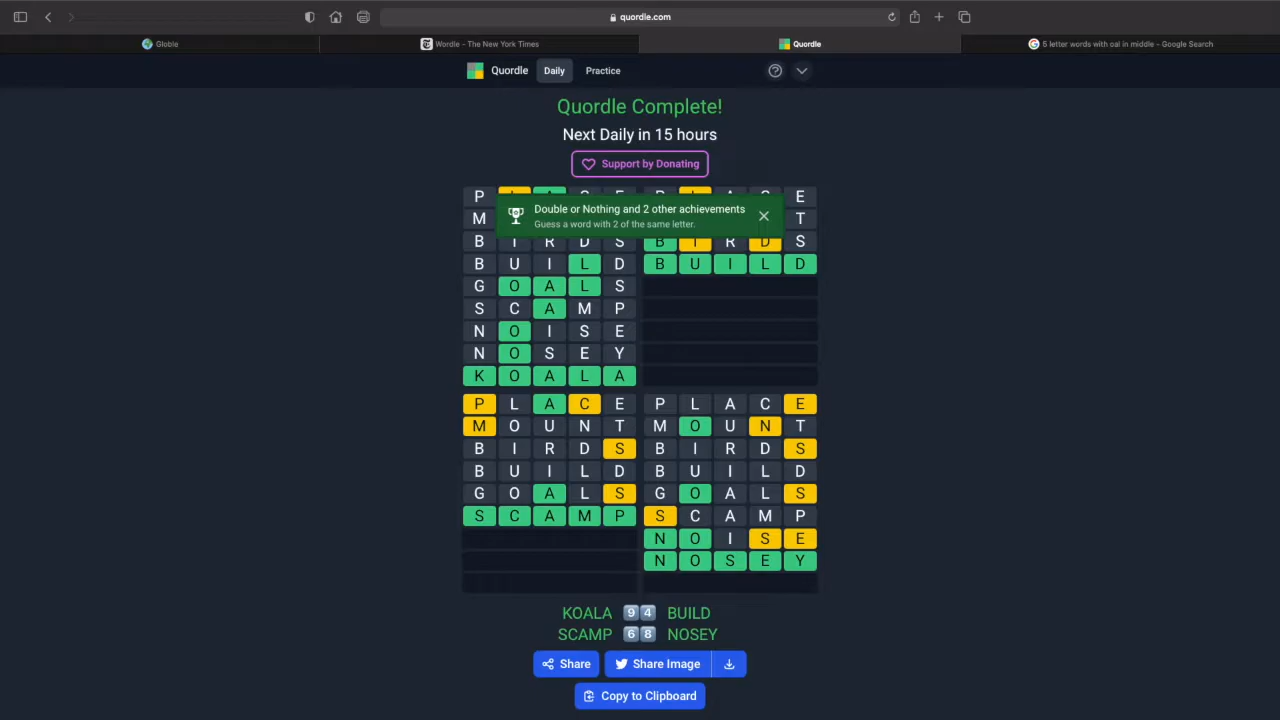 quordle.com
Globle
Wordle - The New York Times
Quordle
5 letter words with oal in middle - Google Search
Quordle Daily Practice
Quordle Complete!
Next Daily in 15 hours
Support by Donating
Double or Nothing and 2 other achievements
Guess a word with 2 of the same letter.
P E
E
M
T
B I R D S
B I R D S
B U I L D
B U I L D
G O A L S
S C A M P
N O I S E
N O S E Y
K O A L A
P L A C E
P L A C E
M O U N T
M O U N T
B I R D S
B I R D S
B U I L D
B U I L D
G O A L S
G O A L S
S C A M P
S C A M P
N O I S E
N O S E Y
KOALA 9 4 BUILD
SCAMP 6 8 NOSEY
Share
Share Image
Copy to Clipboard